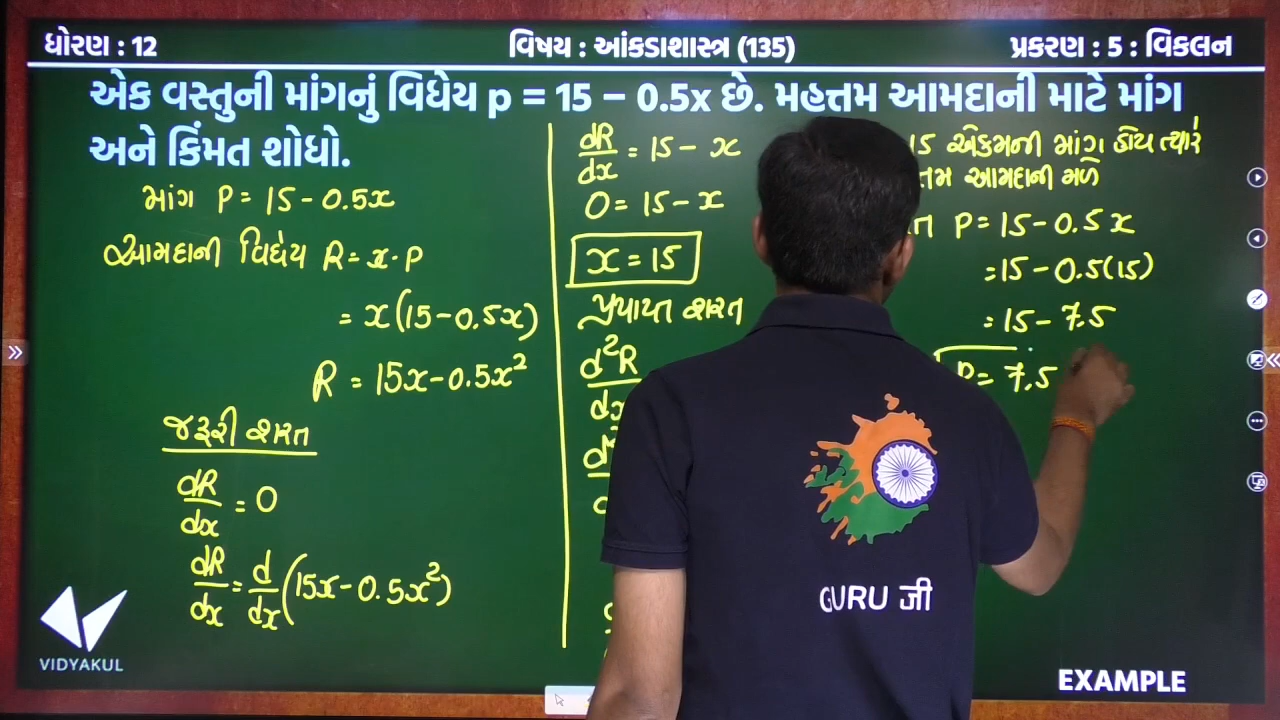 ધોરણ : 12
વિષય : આંકડાશાસ્ત્ર (135)
પ્રકરણ : 5 : વિકલન
એક વસ્તુની માંગનું વિધેય p = 15 – 0.5x છે. મહત્તમ આમદાની માટે માંગ
અને કિંમત શોધો.
માંગ P = 15 - 0.5x
આમદાની વિધેય R = x · P
= x(15-0.5x)
R = 15x-0.5x²
જરૂરી શરત
dR/dx = 0
dR/dx = d/dx (15x-0.5x²)
dR/dx = 15 - x
0 = 15 - x
x = 15
પર્યાપ્ત શરત
d²R
15 એકમની માંગ હોય ત્યારે
આમદાની મળે
P = 15 - 0.5x
= 15 - 0.5(15)
= 15 - 7.5
P = 7.5
GURU જી
VIDYAKUL
EXAMPLE